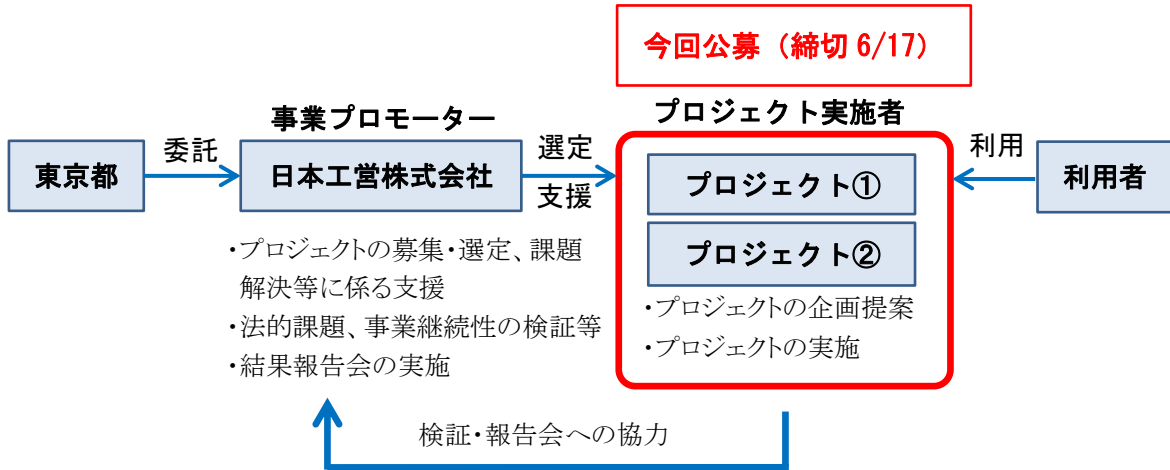 今回公募（締切 6/17）
事業プロモーター
プロジェクト実施者
東京都
委託
日本工営株式会社
選定
支援
プロジェクト①
プロジェクト②
利用
利用者
・プロジェクトの募集・選定、課題
解決等に係る支援
・法的課題、事業継続性の検証等
・結果報告会の実施
・プロジェクトの企画提案
・プロジェクトの実施
検証・報告会への協力